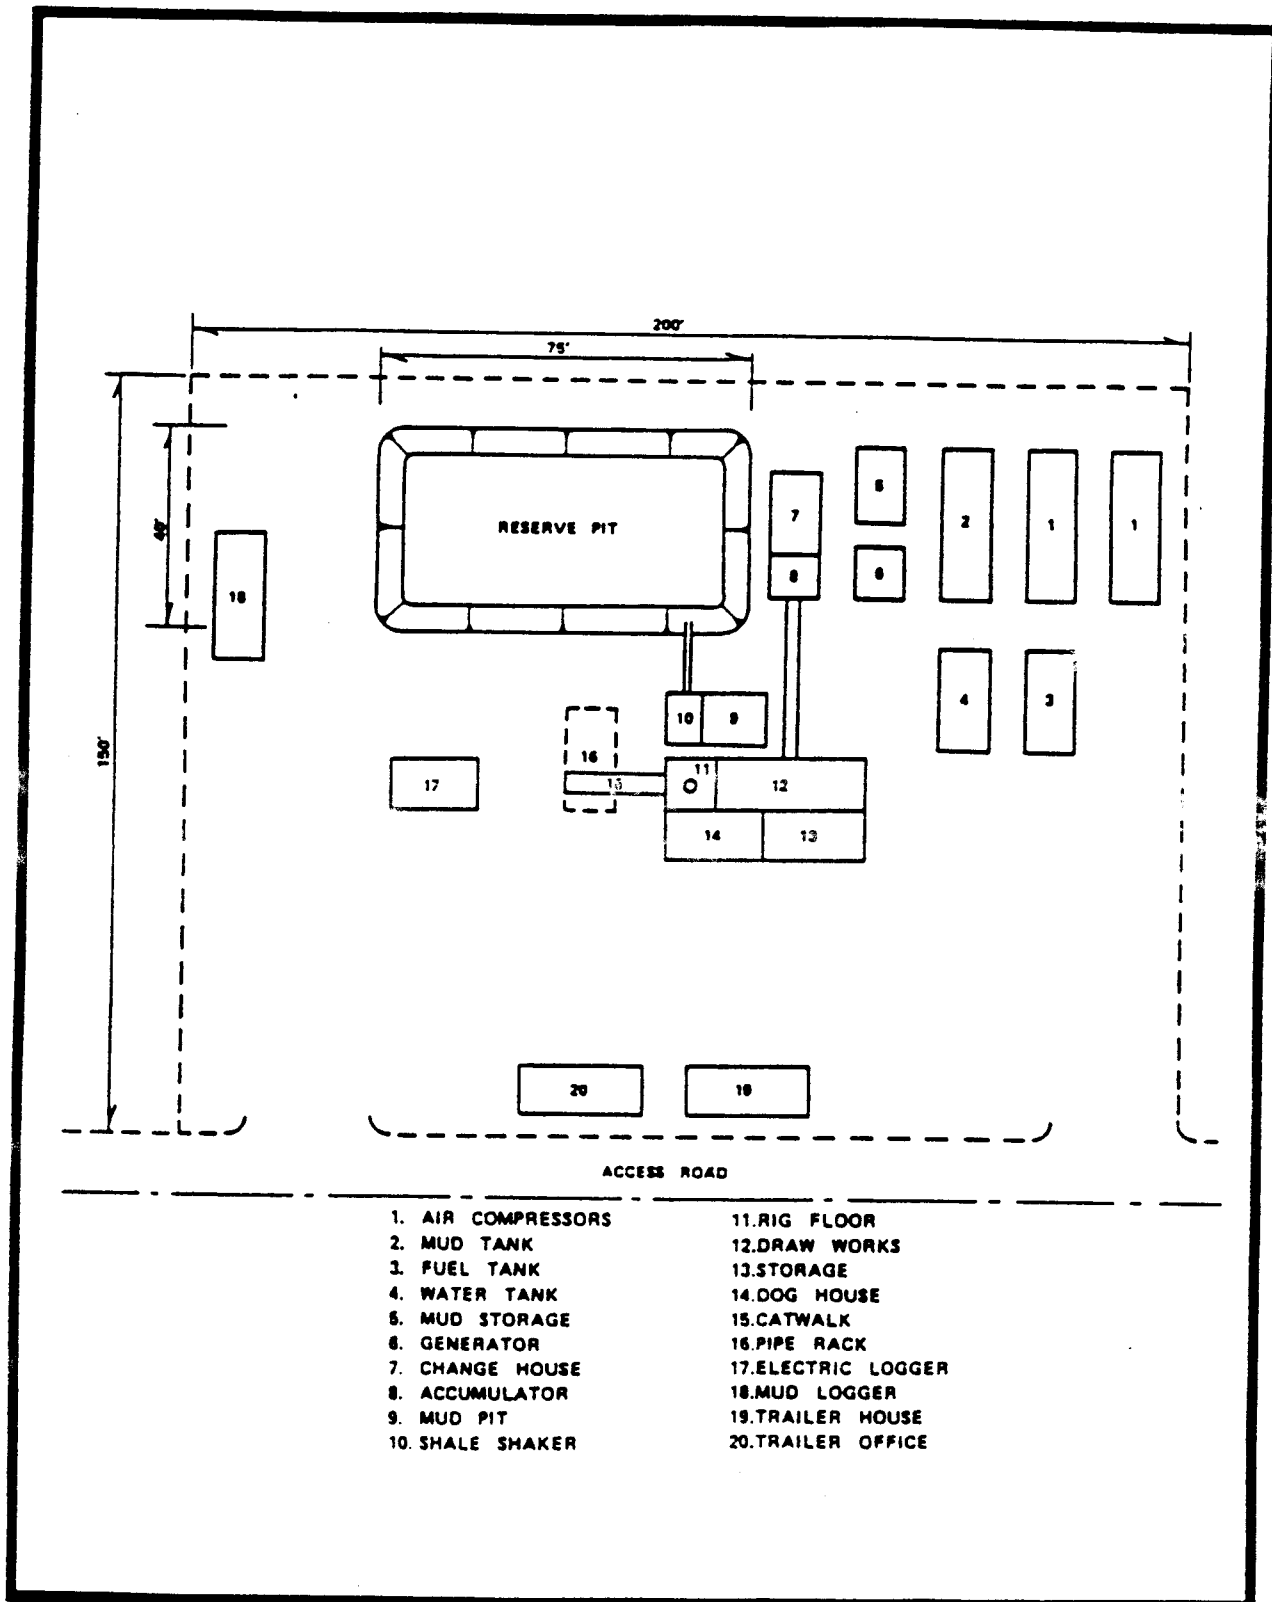 200'
75'
40'
150'
RESERVE PIT
5
2
1
1
7
8
6
18
4
3
10
9
16
11
17
15
12
14
13
20
19
ACCESS ROAD
1. AIR COMPRESSORS
2. MUD TANK
3. FUEL TANK
4. WATER TANK
5. MUD STORAGE
6. GENERATOR
7. CHANGE HOUSE
8. ACCUMULATOR
9. MUD PIT
10. SHALE SHAKER
11.RIG FLOOR
12.DRAW WORKS
13.STORAGE
14.DOG HOUSE
15.CATWALK
16.PIPE RACK
17.ELECTRIC LOGGER
18.MUD LOGGER
19.TRAILER HOUSE
20.TRAILER OFFICE